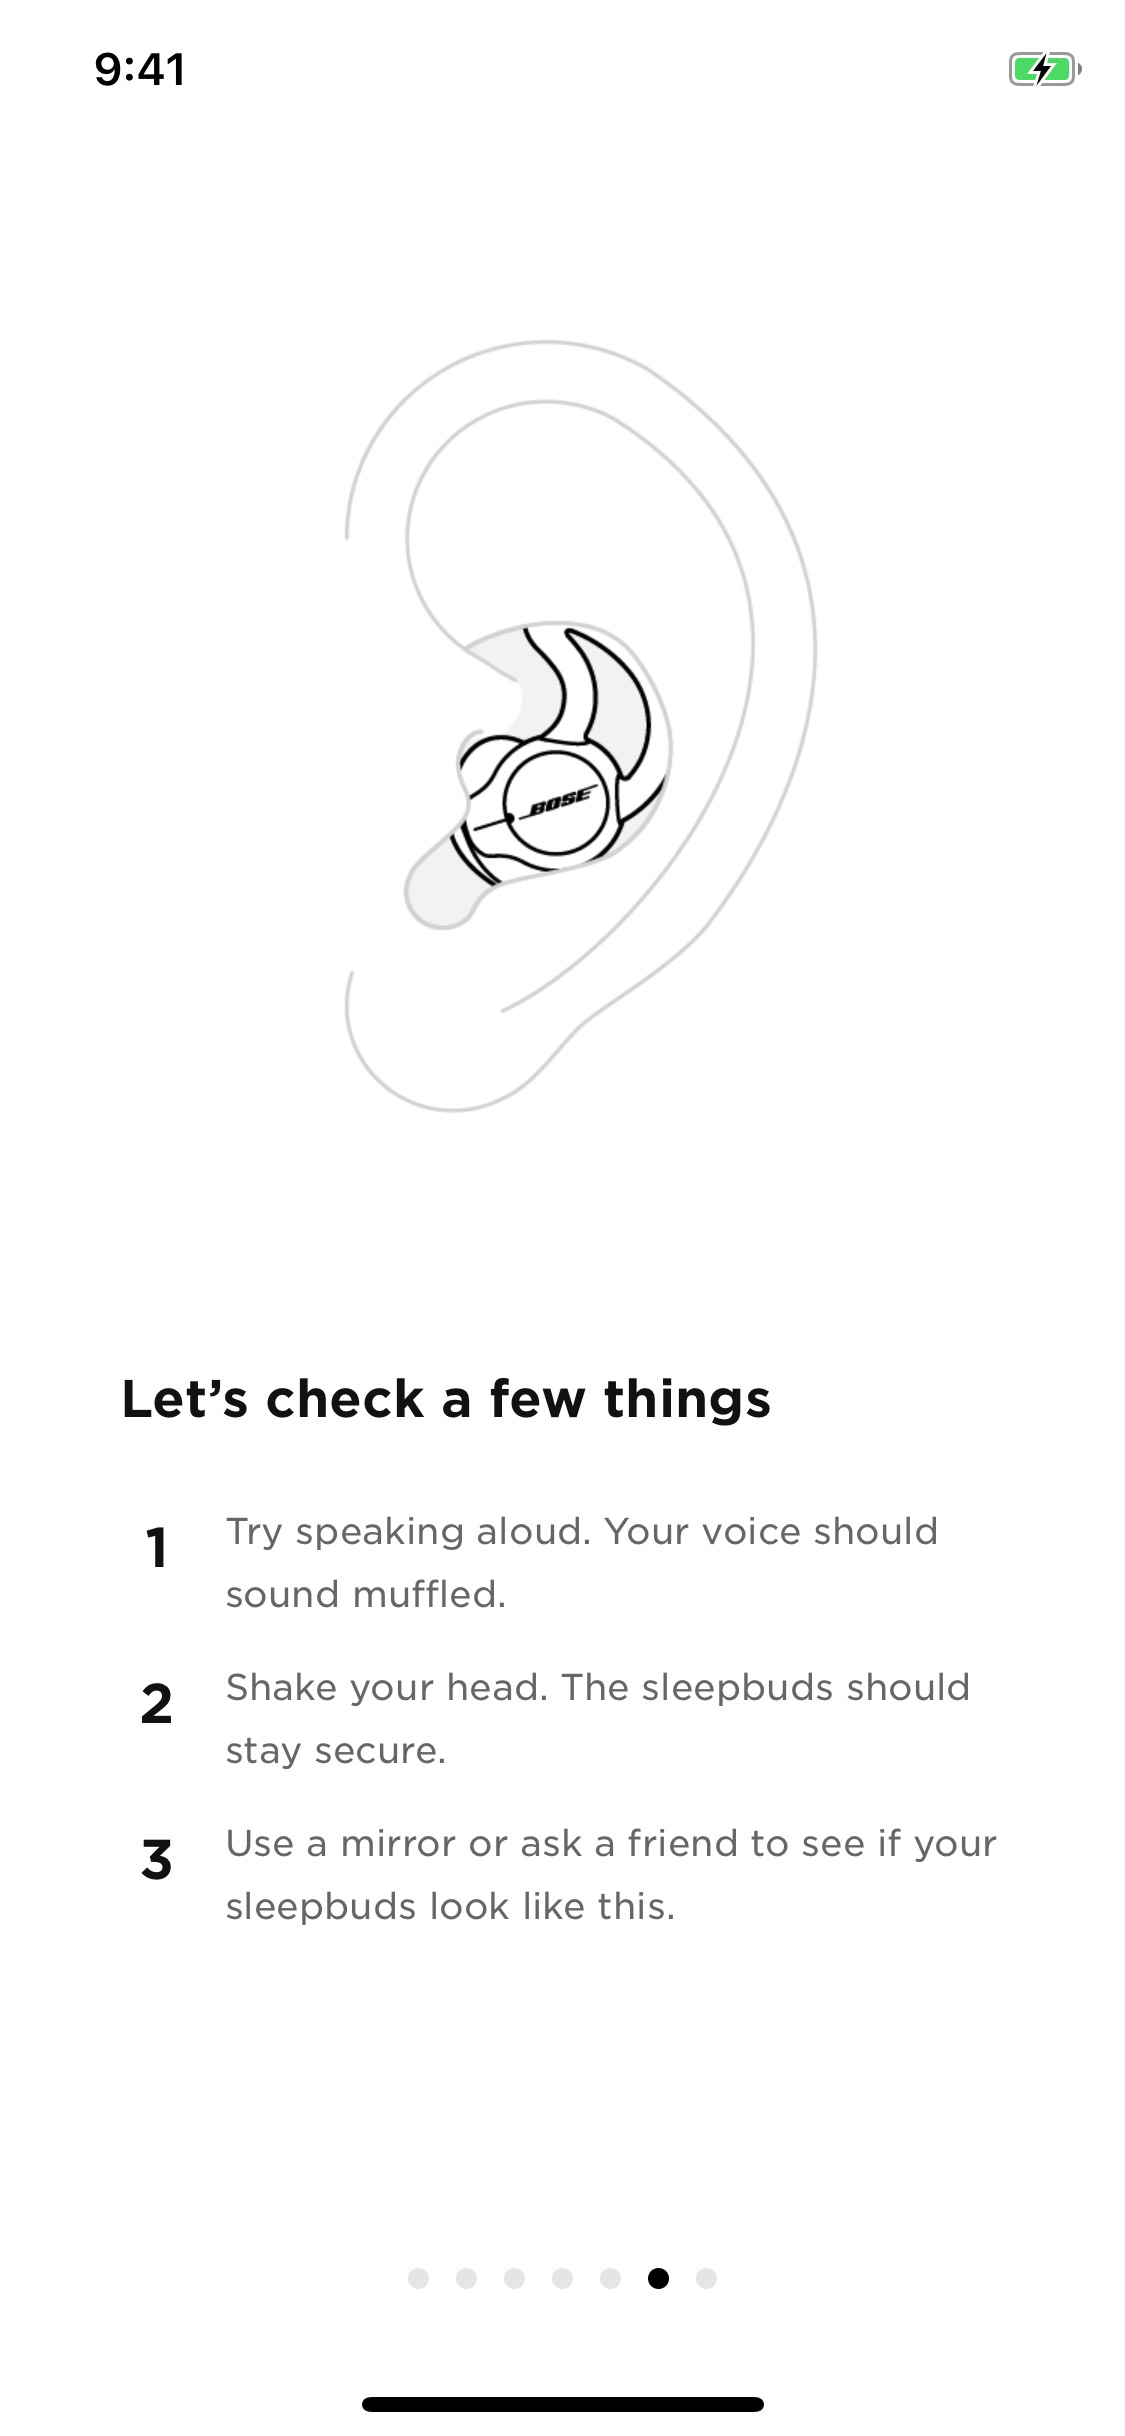 9:41
BOSE
Let’s check a few things
1
Try speaking aloud. Your voice should
sound muffled.
2
Shake your head. The sleepbuds should
stay secure.
3
Use a mirror or ask a friend to see if your
sleepbuds look like this.